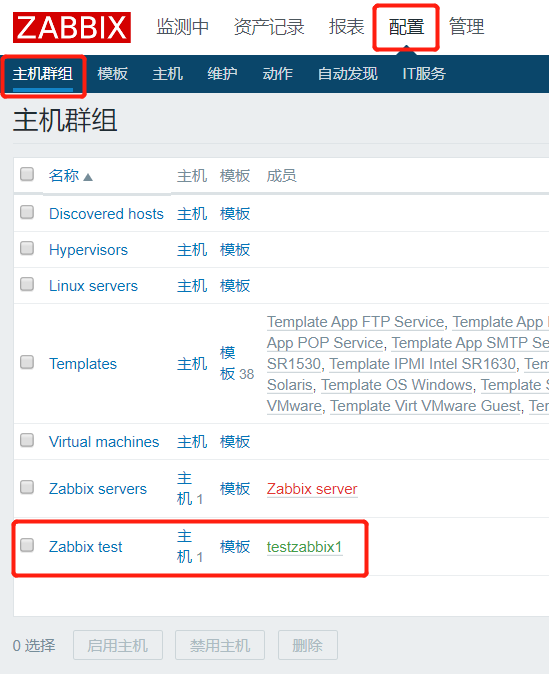 ZABBIX 监测中 资产记录 报表 配置 管理
主机群组 模板 主机 维护 动作 自动发现 IT服务
主机群组
名称 ▲ 主机 模板 成员
Discovered hosts 主机 模板
Hypervisors 主机 模板
Linux servers 主机 模板
Templates 主机 模板 38
Template App FTP Service, Template App
App POP Service, Template App SMTP Se
SR1530, Template IPMI Intel SR1630, Tem
Solaris, Template OS Windows, Template S
VMware, Template Virt VMware Guest, Ter
Virtual machines 主机 模板
Zabbix servers 主机 1 模板 Zabbix server
Zabbix test 主机 1 模板 testzabbix1
0 选择 启用主机 禁用主机 删除